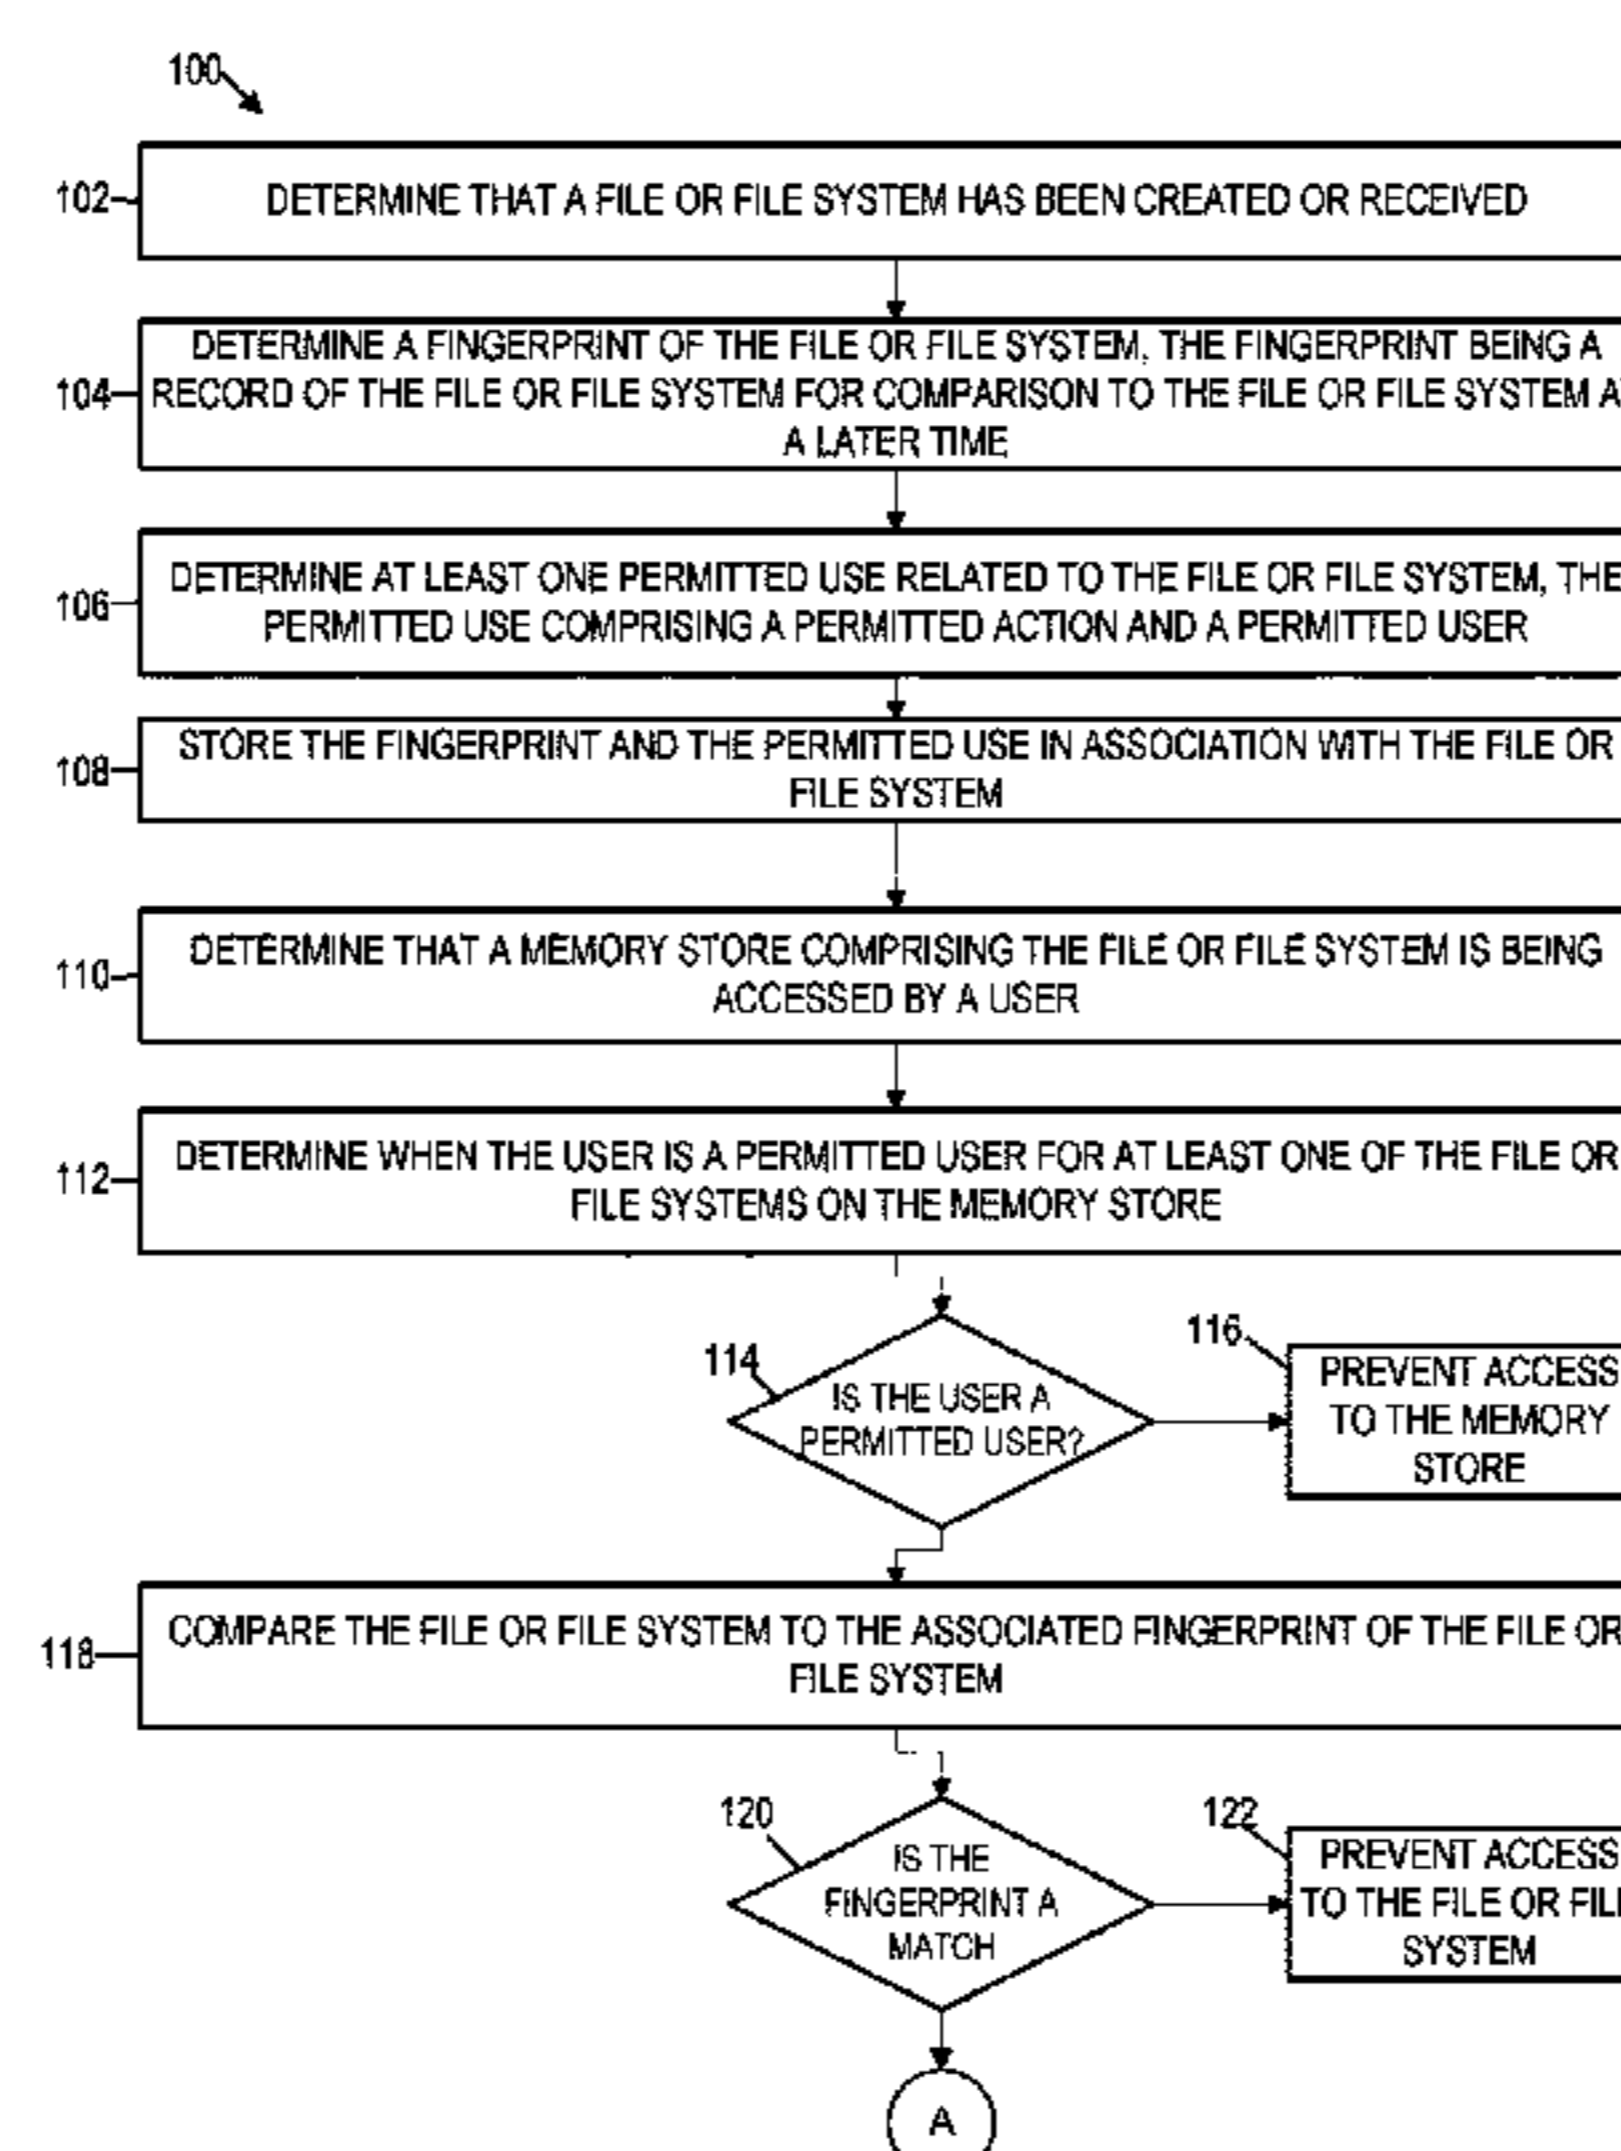 100
102
DETERMINE THAT A FILE OR FILE SYSTEM HAS BEEN CREATED OR RECEIVED
DETERMINE A FINGERPRINT OF THE FILE OR FILE SYSTEM, THE FINGERPRINT BEING A
104
RECORD OF THE FILE OR FILE SYSTEM FOR COMPARISON TO THE FILE OR FILE SYSTEM
A LATER TIME
DETERMINE AT LEAST ONE PERMITTED USE RELATED TO THE FILE OR FILE SYSTEM, THE
106
PERMITTED USE COMPRISING A PERMITTED ACTION AND A PERMITTED USER
STORE THE FINGERPRINT AND THE PERMITTED USE IN ASSOCIATION WITH THE FILE OR
108
FILE SYSTEM
DETERMINE THAT A MEMORY STORE COMPRISING THE FILE OR FILE SYSTEM IS BEING
110
ACCESSED BY A USER
DETERMINE WHEN THE USER IS A PERMITTED USER FOR AT LEAST ONE OF THE FILE OR
112
FILE SYSTEMS ON THE MEMORY STORE
114
IS THE USER A
PERMITTED USER?
116
PREVENT ACCESS
TO THE MEMORY
STORE
COMPARE THE FILE OR FILE SYSTEM TO THE ASSOCIATED FINGERPRINT OF THE FILE OR
118
FILE SYSTEM
120
IS THE
FINGERPRINT A
MATCH
122
PREVENT ACCESS
TO THE FILE OR FILE
SYSTEM
A